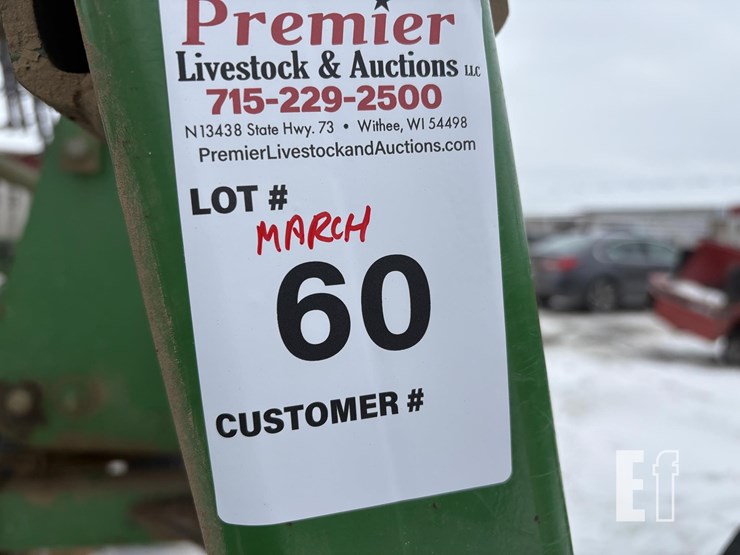 Premier
Livestock & Auctions LLC
715-229-2500
N13438 State Hwy. 73 • Withee, WI 54498
PremierLivestockandAuctions.com
LOT #
MARCH
60
CUSTOMER #
Ef